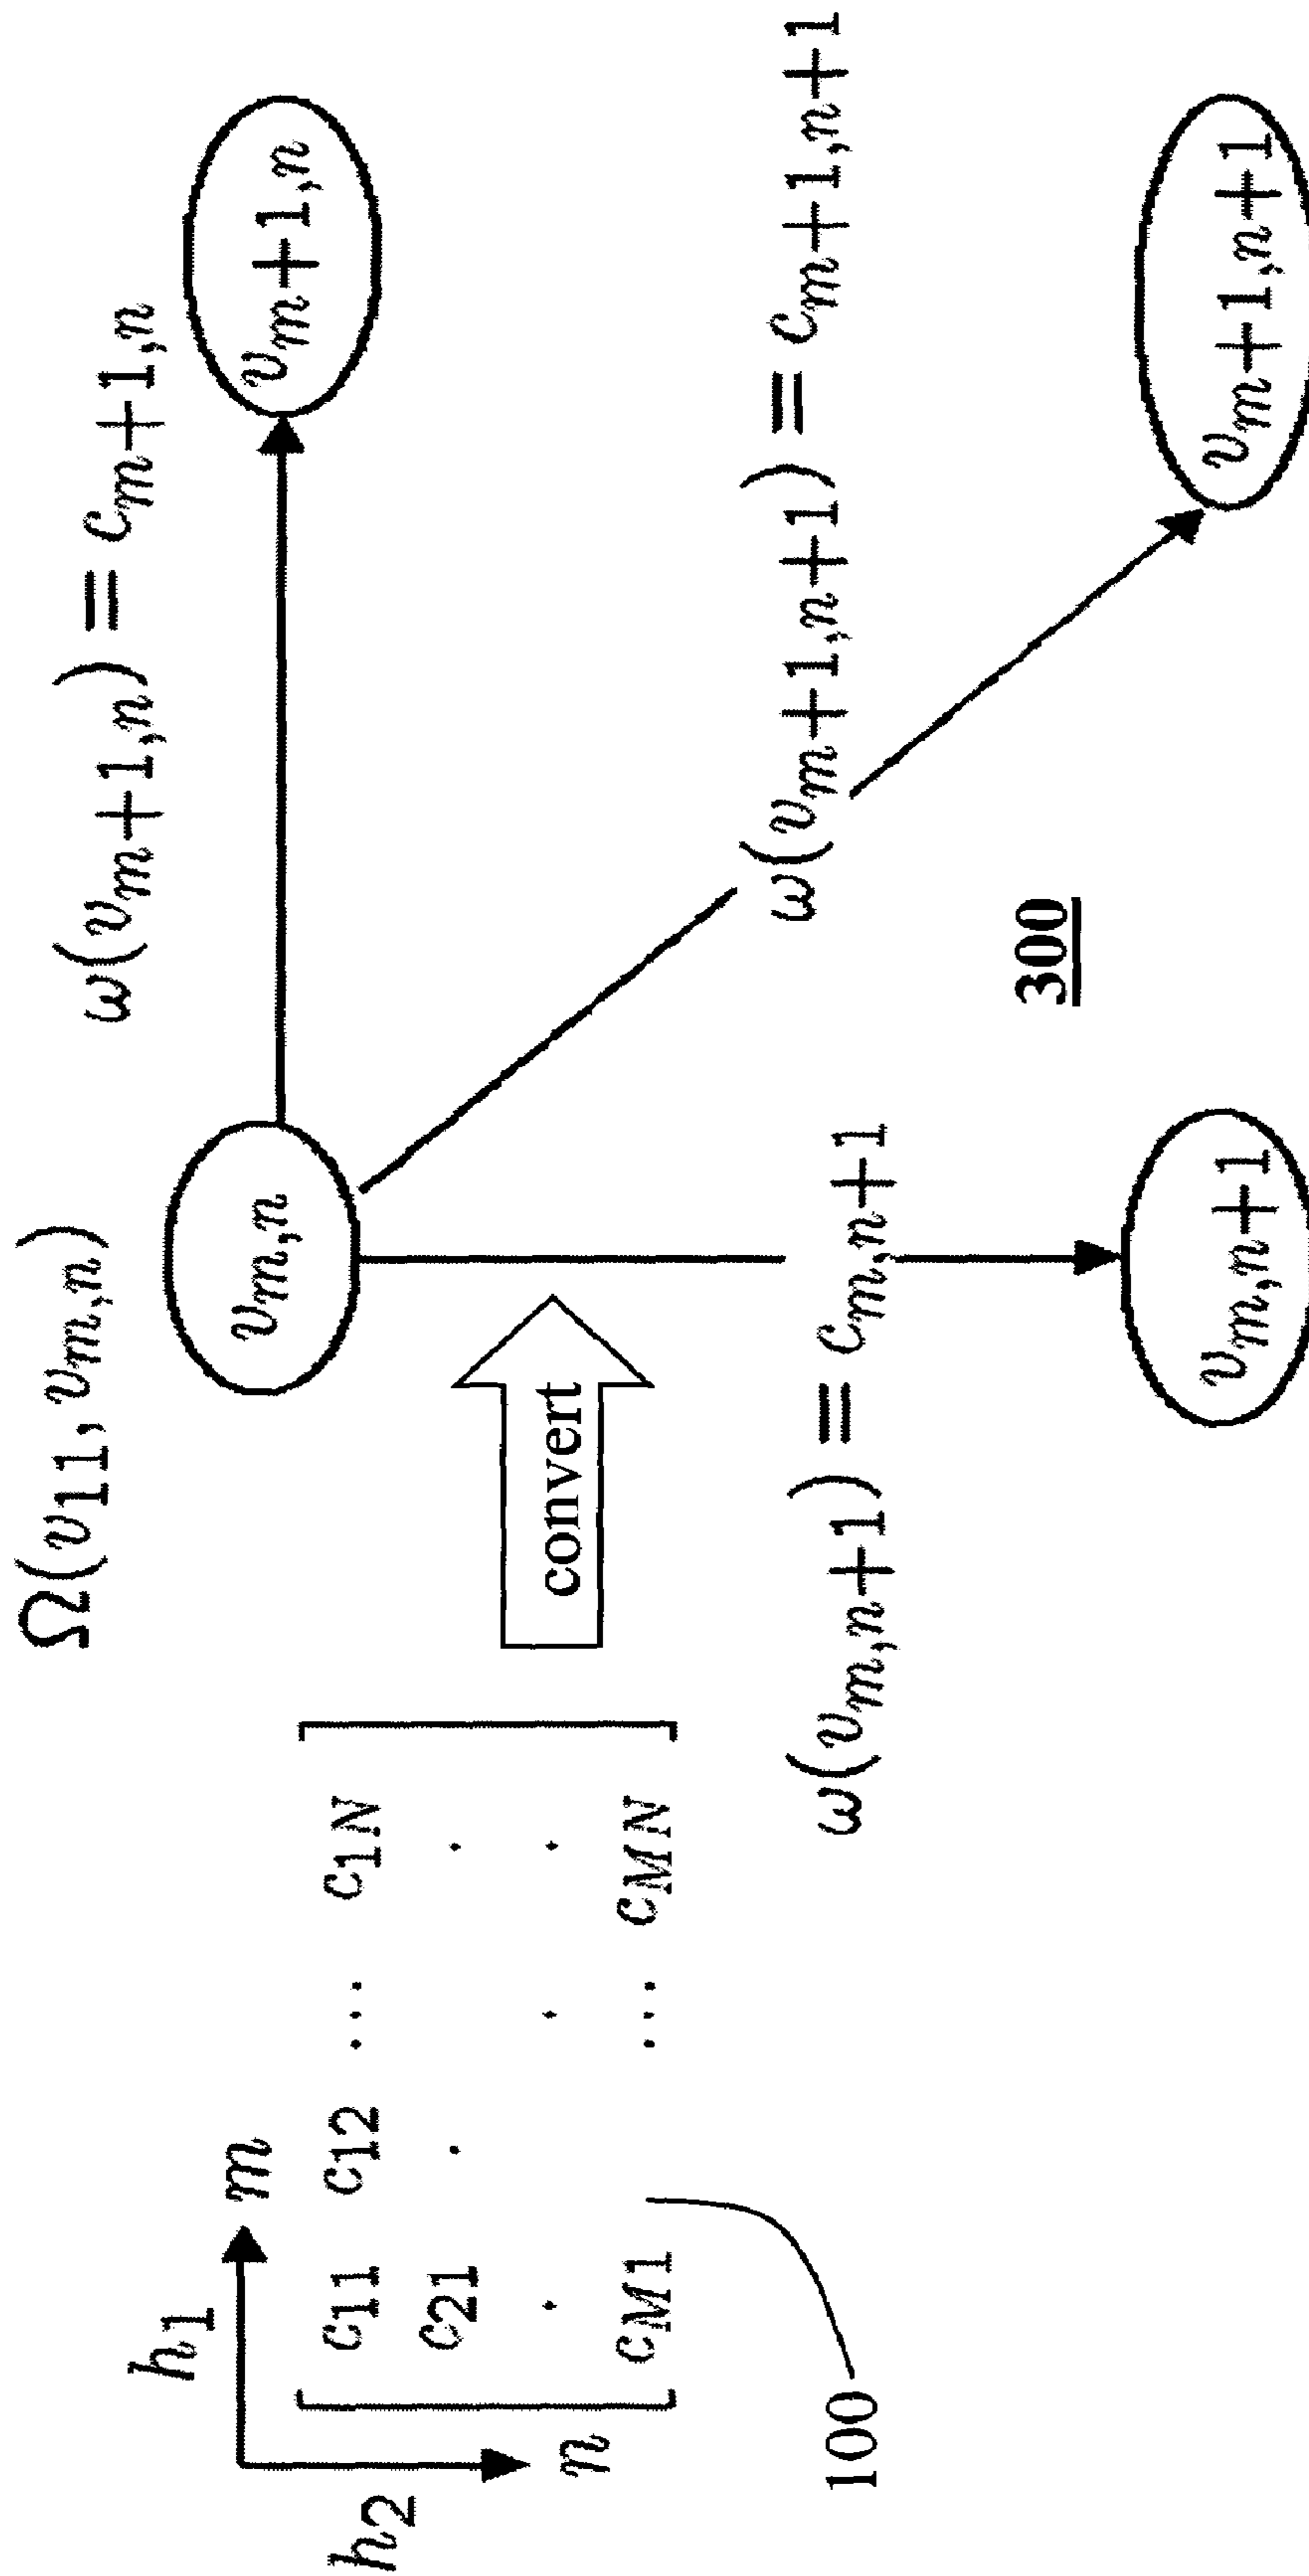 h₁
m
h₂
n
c₁₁ c₁₂ ... c₁N
c₂₁ . .
. . .
cM₁ ... cMN
100
convert
Ω(v₁₁, vₘ,ₙ)
vₘ,ₙ
ω(vₘ₊₁,ₙ) = cₘ₊₁,ₙ
vₘ₊₁,ₙ
ω(vₘ₊₁,ₙ₊₁) = cₘ₊₁,ₙ₊₁
vₘ₊₁,ₙ₊₁
ω(vₘ,ₙ₊₁) = cₘ,ₙ₊₁
vₘ,ₙ₊₁
300